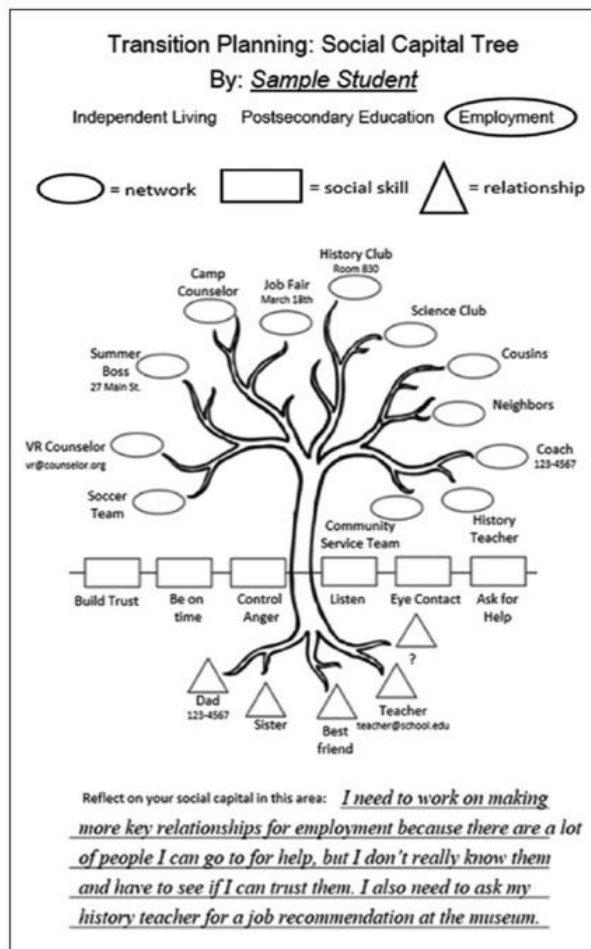 Transition Planning: Social Capital Tree
By: Sample Student
Independent Living Postsecondary Education Employment
= network = social skill = relationship
History Club
Room 830
Camp
Counselor
Job Fair
March 18th
Science Club
Summer
Boss
27 Main St.
Cousins
Neighbors
VR Counselor
vr@counselor.org
Coach
123-4567
Soccer
Team
Community
Service Team
History
Teacher
Build Trust
Be on
time
Control
Anger
Listen
Eye Contact
Ask for
Help
?
Dad
123-4567
Sister
Best
friend
Teacher
teacher@school.edu
Reflect on your social capital in this area: I need to work on making
more key relationships for employment because there are a lot
of people I can go to for help, but I don't really know them
and have to see if I can trust them. I also need to ask my
history teacher for a job recommendation at the museum.